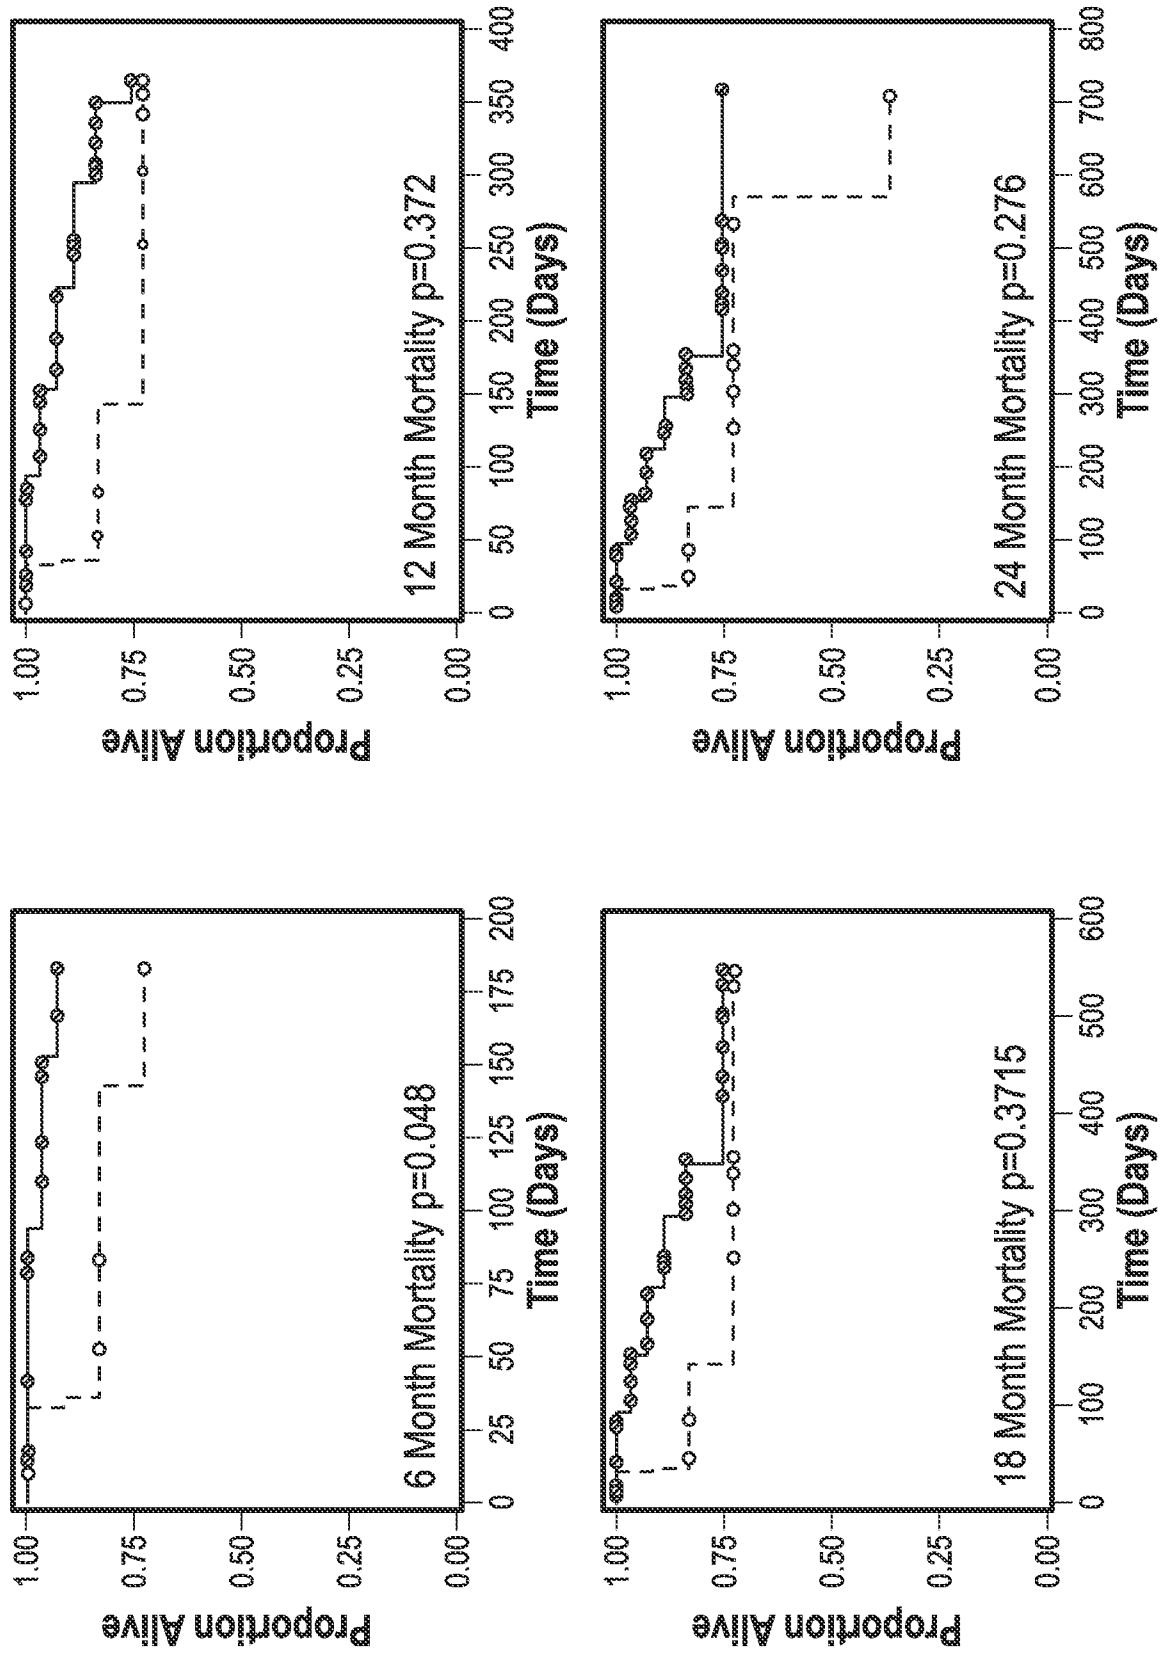 Proportion Alive
1.00
0.75
0.50
0.25
0.00
6 Month Mortality p=0.048
0 25 50 75 100 125 150 175 200
Time (Days)
Proportion Alive
1.00
0.75
0.50
0.25
0.00
12 Month Mortality p=0.372
0 50 100 150 200 250 300 350 400
Time (Days)
Proportion Alive
1.00
0.75
0.50
0.25
0.00
18 Month Mortality p=0.3715
0 100 200 300 400 500 600
Time (Days)
Proportion Alive
1.00
0.75
0.50
0.25
0.00
24 Month Mortality p=0.276
0 100 200 300 400 500 600 700 800
Time (Days)